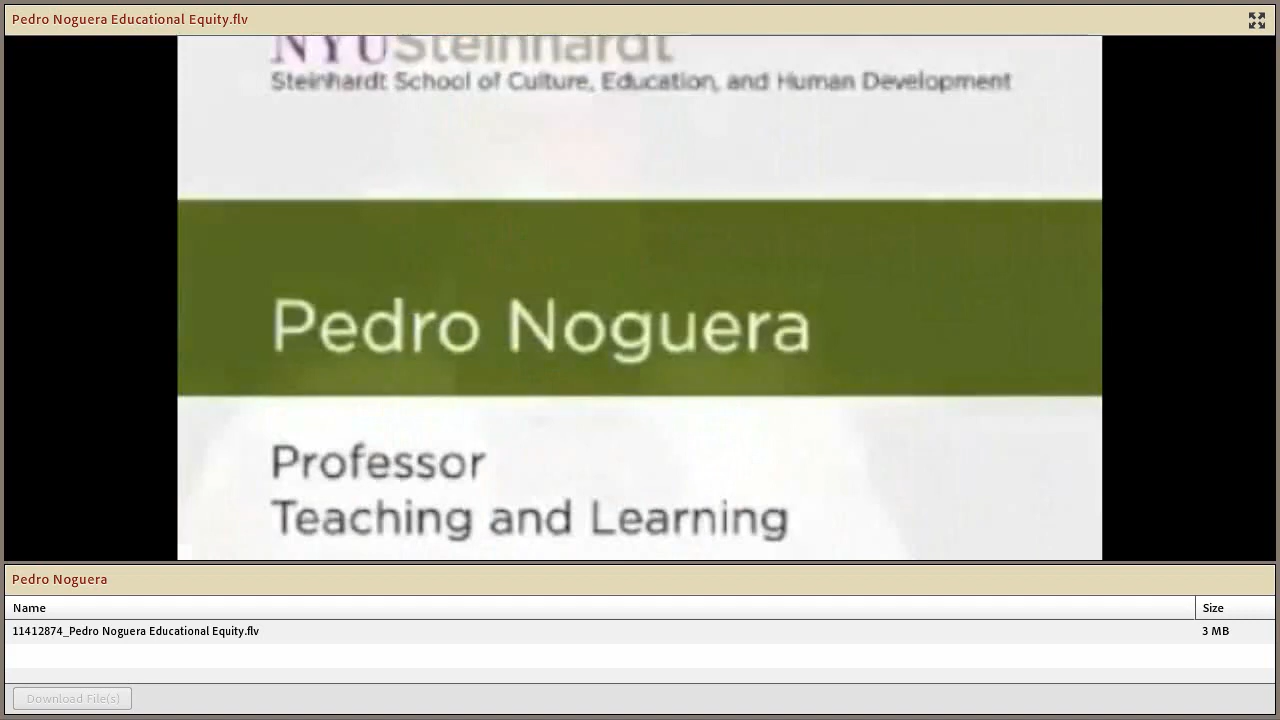 Pedro Noguera Educational Equity.flv
NYUSteinhardt
Steinhardt School of Culture, Education, and Human Development
Pedro Noguera
Professor
Teaching and Learning
Pedro Noguera
Name Size
11412874_Pedro Noguera Educational Equity.flv 3 MB
Download File(s)